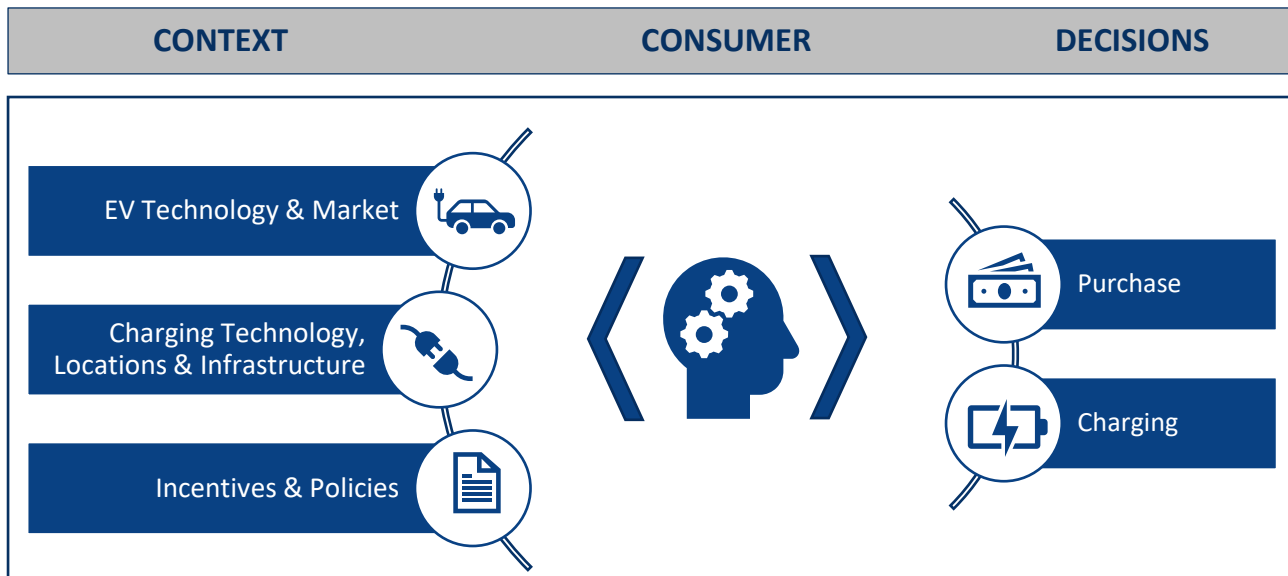 CONTEXT
CONSUMER
DECISIONS
EV Technology & Market
Charging Technology,
Locations & Infrastructure
Incentives & Policies
Purchase
Charging